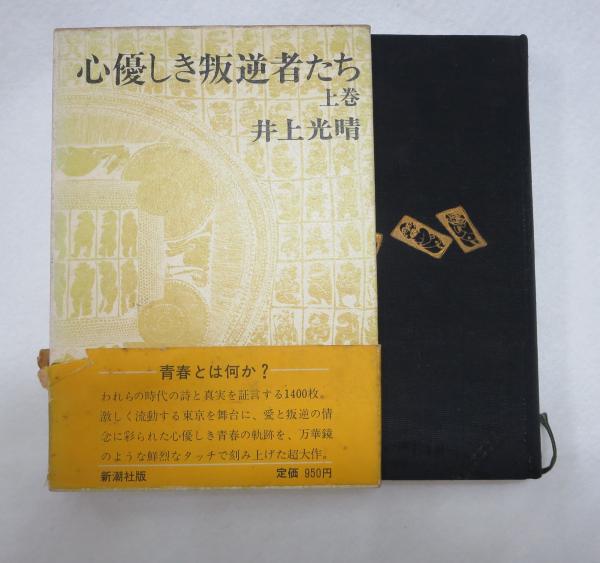 心優しき叛逆者たち
上巻
井上光晴
青春とは何か?
われらの時代の詩と真実を証言する1400枚。
激しく流動する東京を舞台に、愛と叛逆の情
念に彩られた心優しき青春の軌跡を、万華鏡
のような鮮烈なタッチで刻み上げた超大作。
新潮社版 定価 950円